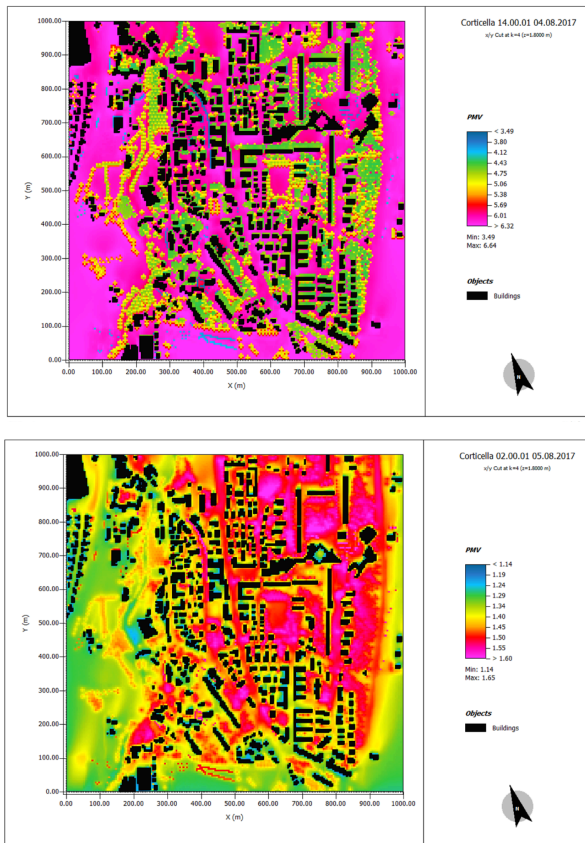 Corticella 14.00.01 04.08.2017
x/y Cut at k=4 (z=1.8000 m)
1000.00
900.00
800.00
700.00
600.00
500.00
400.00
300.00
200.00
100.00
0.00
Y (m)
0.00 100.00 200.00 300.00 400.00 500.00 600.00 700.00 800.00 900.00 1000.00
X (m)
PMV
< 3.49
3.80
4.12
4.43
4.75
5.06
5.38
5.69
6.01
> 6.32
Min: 3.49
Max: 6.64
Objects
Buildings
N
Corticella 02.00.01 05.08.2017
x/y Cut at k=4 (z=1.8000 m)
1000.00
900.00
800.00
700.00
600.00
500.00
400.00
300.00
200.00
100.00
0.00
Y (m)
0.00 100.00 200.00 300.00 400.00 500.00 600.00 700.00 800.00 900.00 1000.00
X (m)
PMV
< 1.14
1.19
1.24
1.29
1.34
1.40
1.45
1.50
1.55
> 1.60
Min: 1.14
Max: 1.65
Objects
Buildings
N